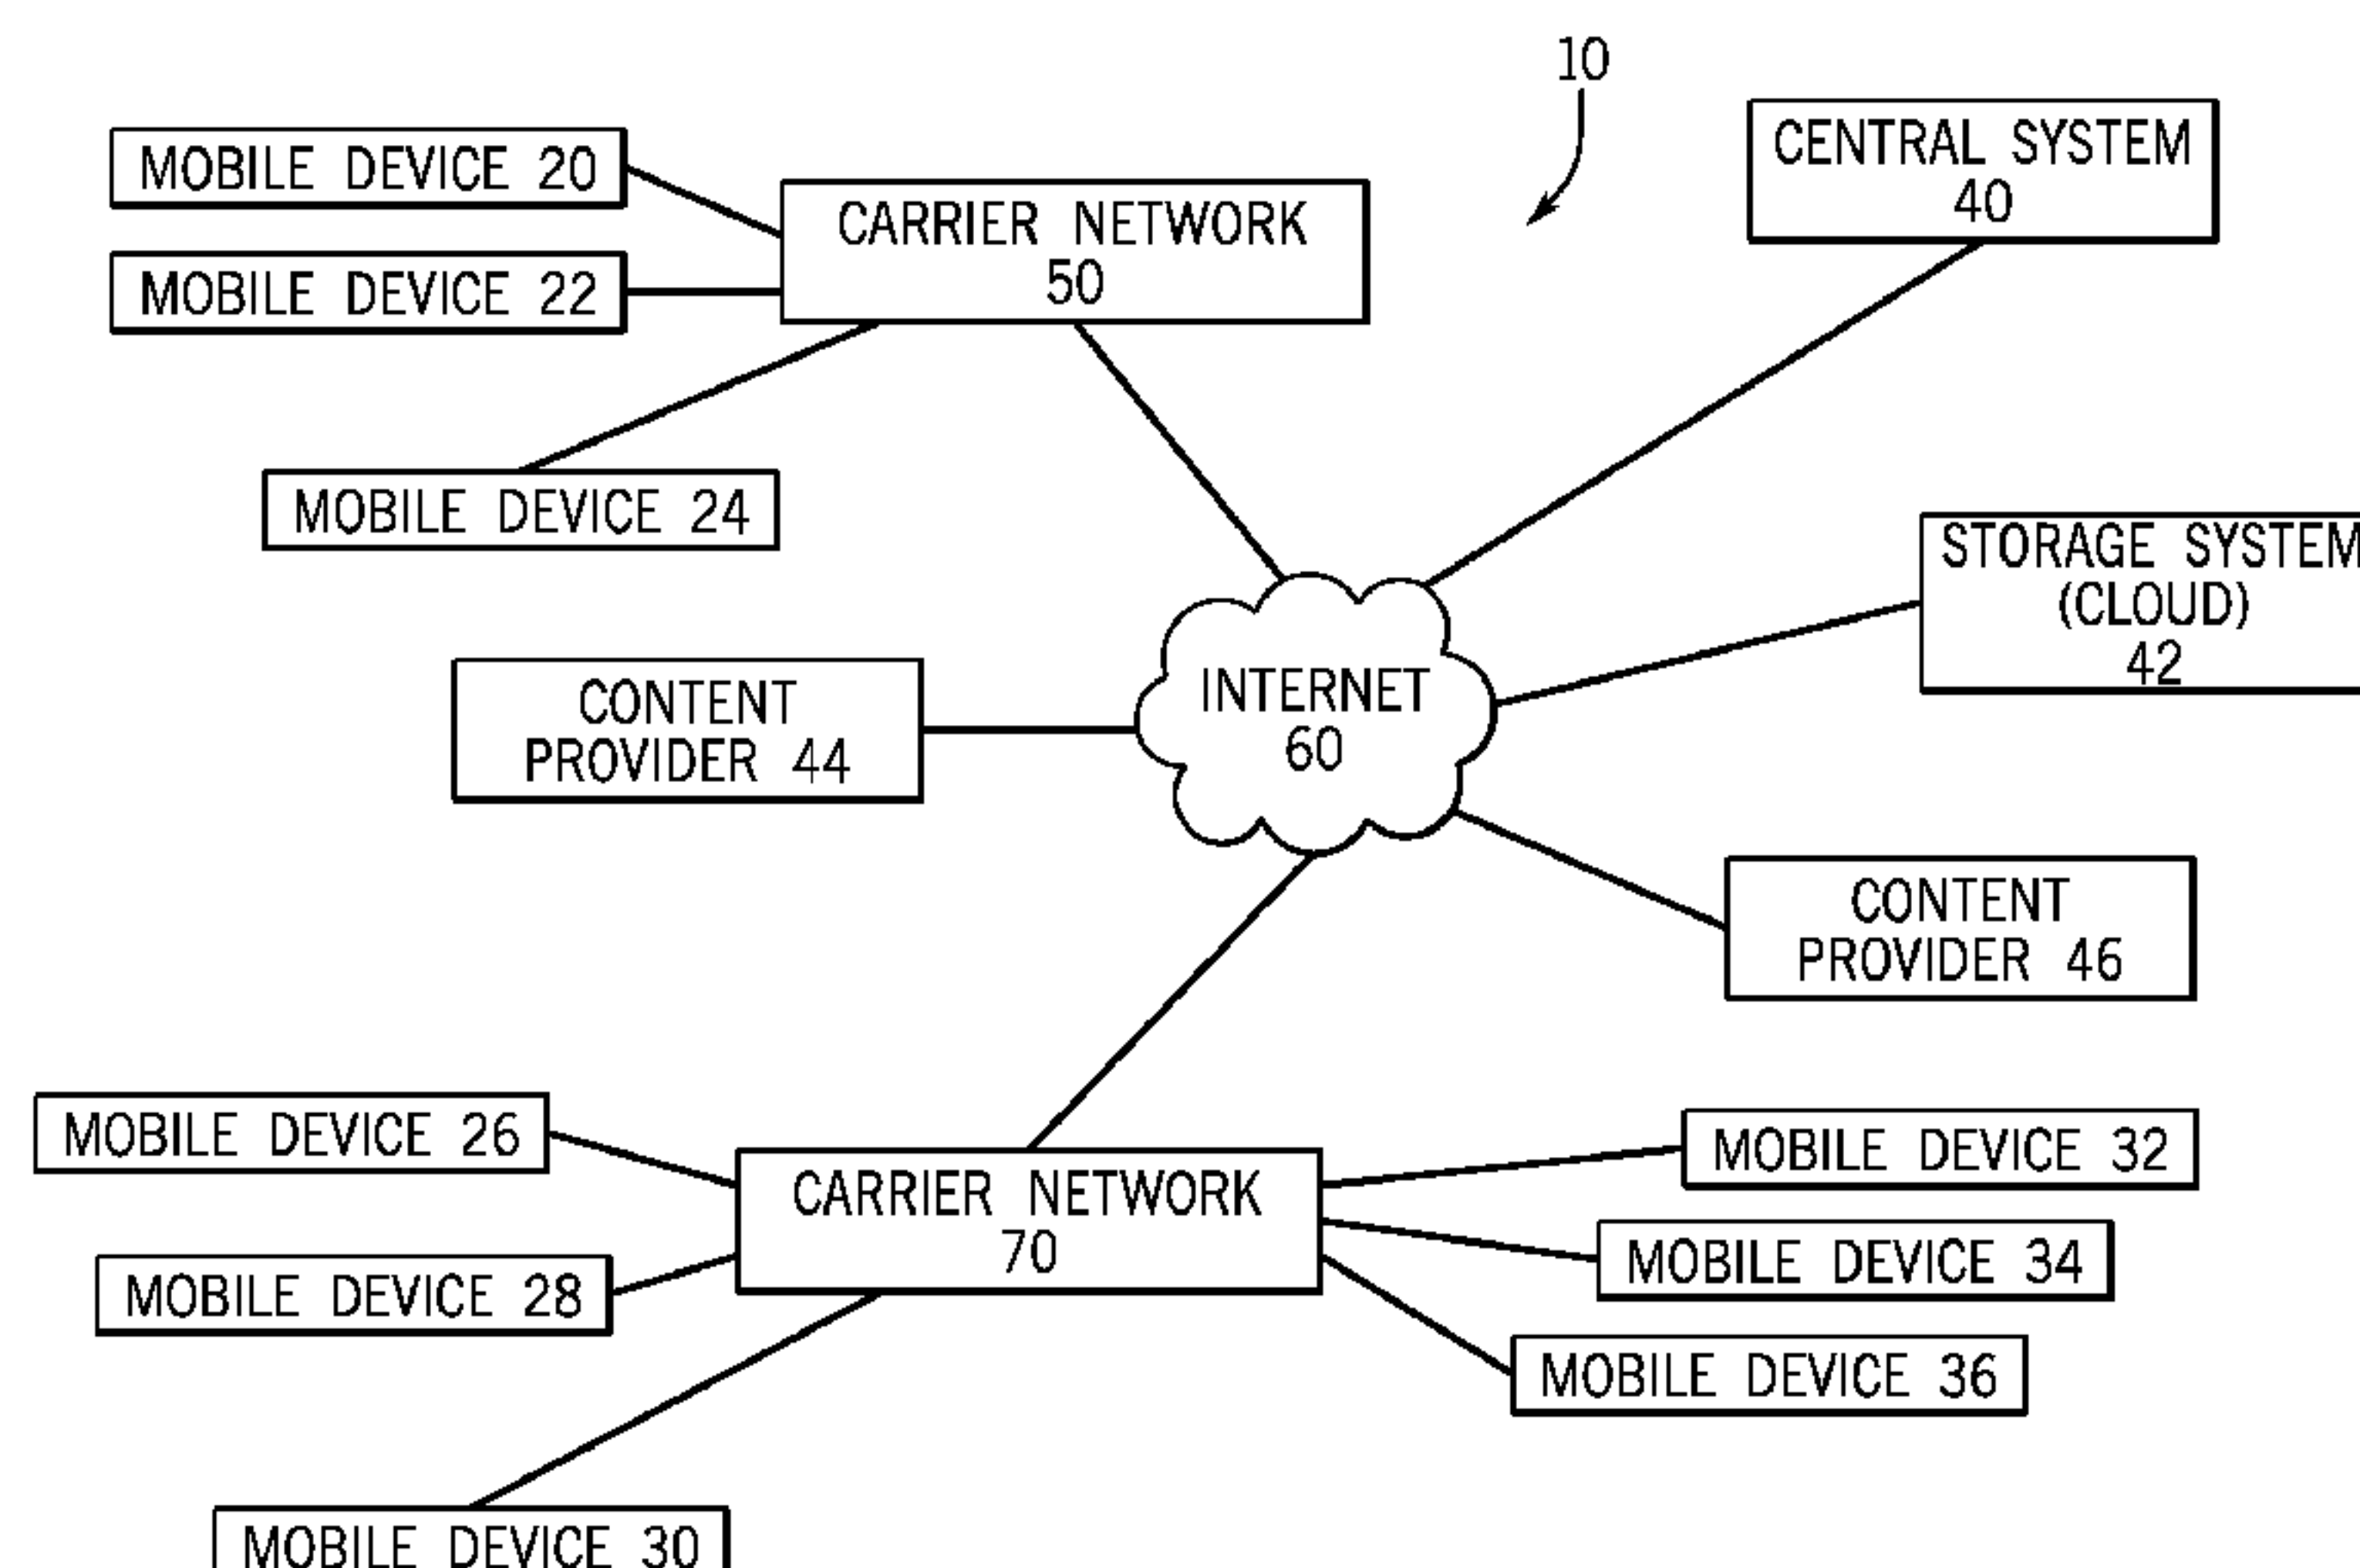 10
CENTRAL SYSTEM
40
MOBILE DEVICE 20
CARRIER NETWORK
50
MOBILE DEVICE 22
MOBILE DEVICE 24
STORAGE SYSTEM
(CLOUD)
42
INTERNET
60
CONTENT
PROVIDER 44
CONTENT
PROVIDER 46
MOBILE DEVICE 26
CARRIER NETWORK
70
MOBILE DEVICE 28
MOBILE DEVICE 30
MOBILE DEVICE 32
MOBILE DEVICE 34
MOBILE DEVICE 36